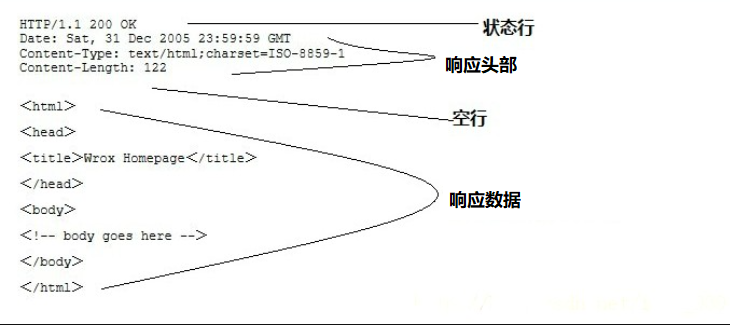 HTTP/1.1 200 OK
状态行
Date: Sat, 31 Dec 2005 23:59:59 GMT
Content-Type: text/html;charset=ISO-8859-1
响应头部
Content-Length: 122
空行
<html>
<head>
<title>Wrox Homepage</title>
</head>
响应数据
<body>
<!-- body goes here -->
</body>
</html>